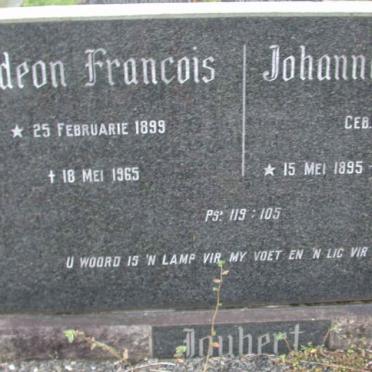 deon Francois Johann
★ 25 FEBRUARIE 1899 CEB.
✝ 18 MEI 1965 ★ 15 MEI 1895 -
PS. 119 : 105
U WOORD IS 'N LAMP VIR MY VOET EN 'N LIG VIR
Joubert